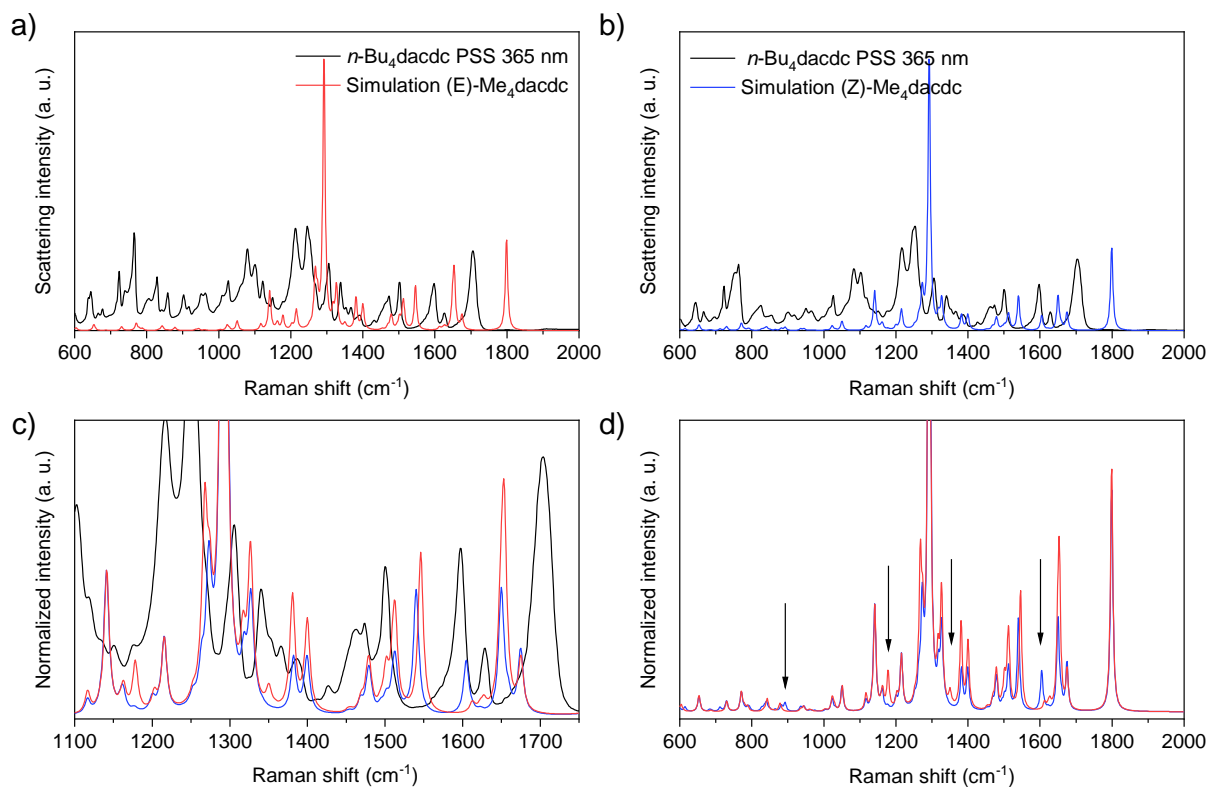 a)
n-Bu4dacdc PSS 365 nm
Simulation (E)-Me4dacdc
Scattering intensity (a. u.)
600 800 1000 1200 1400 1600 1800 2000
Raman shift (cm-1)
b)
n-Bu4dacdc PSS 365 nm
Simulation (Z)-Me4dacdc
Scattering intensity (a. u.)
600 800 1000 1200 1400 1600 1800 2000
Raman shift (cm-1)
c)
Normalized intensity (a. u.)
1100 1200 1300 1400 1500 1600 1700
Raman shift (cm-1)
d)
Normalized intensity (a. u.)
600 800 1000 1200 1400 1600 1800 2000
Raman shift (cm-1)